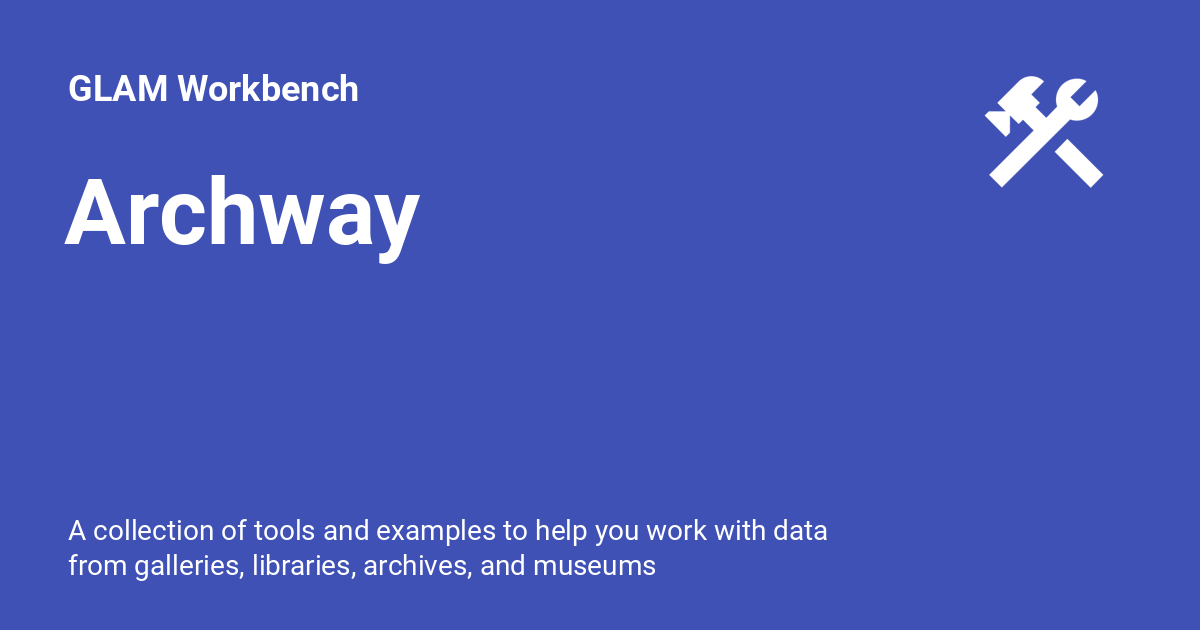 GLAM Workbench
Archway
A collection of tools and examples to help you work with data
from galleries, libraries, archives, and museums